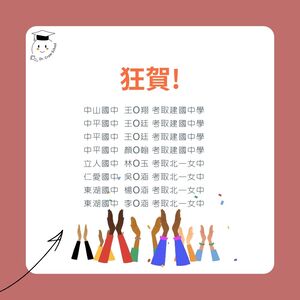 狂賀!
中山國中 王O翔 考取建國中學
中平國中 王O廷 考取建國中學
中平國中 王O廷 考取建國中學
中平國中 顏O翰 考取建國中學
立人國中 林O玉 考取北一女中
仁愛國中 吳O涵 考取北一女中
東湖國中 楊O涵 考取北一女中
東湖國中 李O涵 考取北一女中